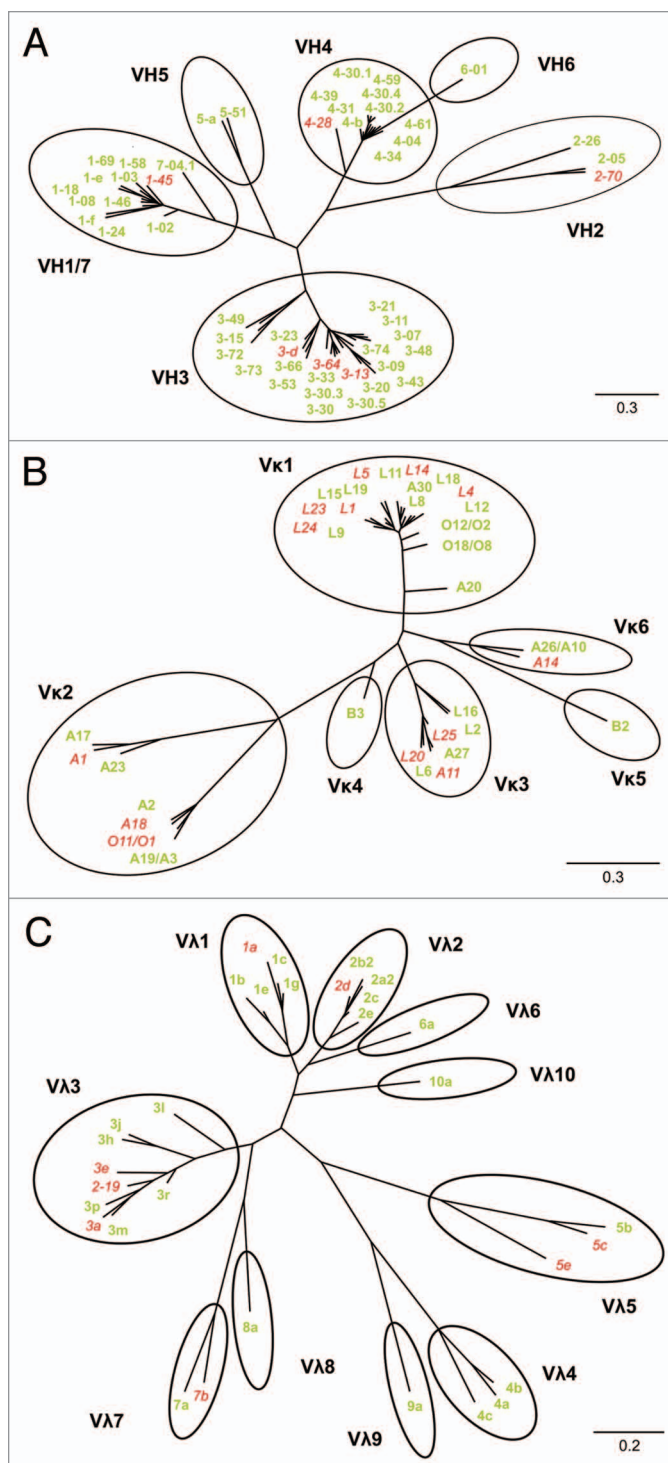 A
VH4
VH5
VH6
4-30.1
4-59
4-39
4-30.4
4-31
4-30.2
4-28
4-b
4-61
4-04
4-34
6-01
5-a
5-51
1-69
1-58
7-04.1
1-e
1-03
1-45
1-18
1-08
1-46
1-f
1-02
1-24
2-26
2-05
2-70
VH2
VH1/7
3-49
3-21
3-11
3-15
3-23
3-07
3-72
3-d
3-64
3-74
3-48
3-73
3-66
3-13
3-09
3-53
3-33
3-20
3-43
3-30.3
3-30
3-30.5
VH3
0.3
B
Vκ1
L5
L11
L14
L15
L19
A30
L18
L23
L1
L8
L4
L24
L9
L12
O12/O2
O18/O8
A20
Vκ6
A26/A10
A14
Vκ2
A17
A1
A23
A2
A18
O11/O1
A19/A3
B3
Vκ4
L16
L25
L2
L20
A27
L6
A11
Vκ3
B2
Vκ5
0.3
C
Vλ1
1a
1c
1b
1e
1g
Vλ2
2b2
2d
2a2
2c
2e
Vλ6
6a
Vλ10
10a
Vλ3
3l
3j
3h
3e
2-19
3r
3p
3a
3m
5b
5c
5e
Vλ5
8a
Vλ8
7a
7b
Vλ7
9a
Vλ9
4b
4a
4c
Vλ4
0.2